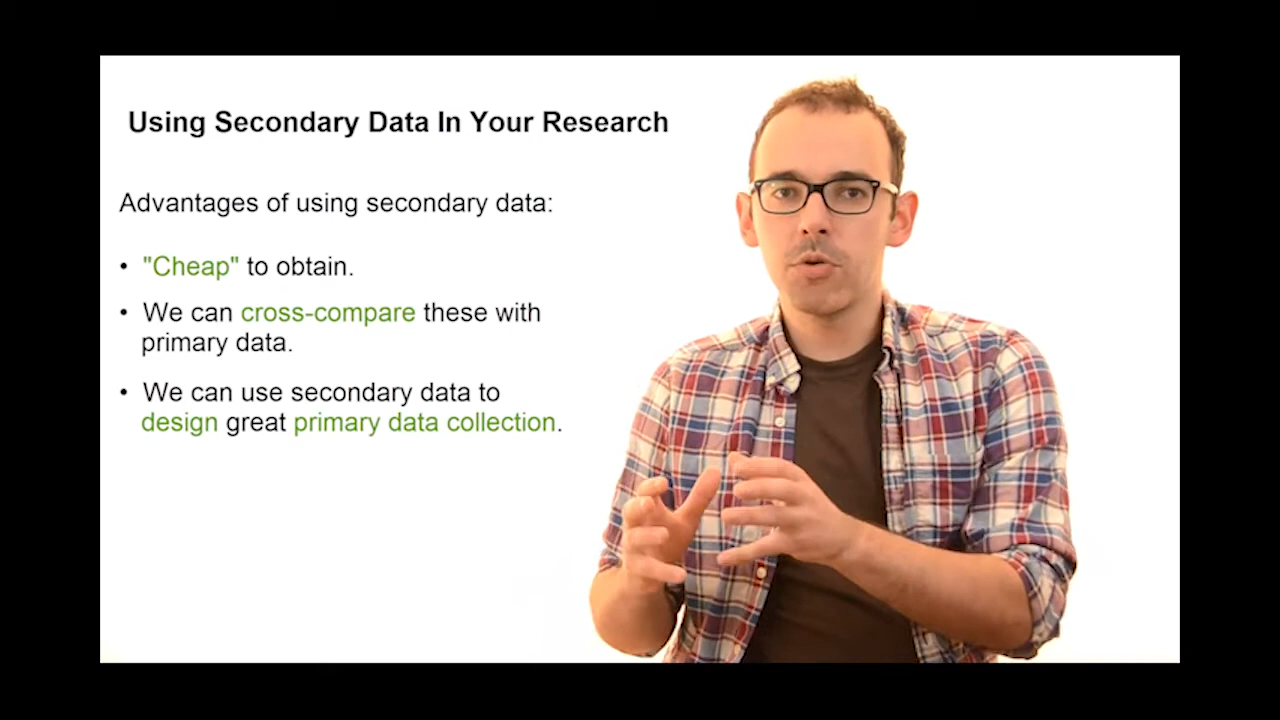 Using Secondary Data In Your Research
Advantages of using secondary data:
• "Cheap" to obtain.
• We can cross-compare these with
primary data.
• We can use secondary data to
design great primary data collection.